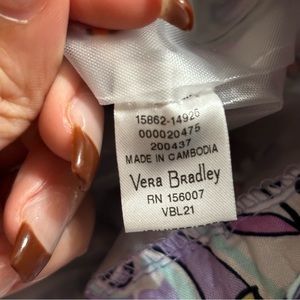 15862-14926
000020475
200437
MADE IN CAMBODIA
Vera Bradley
RN 156007
VBL21